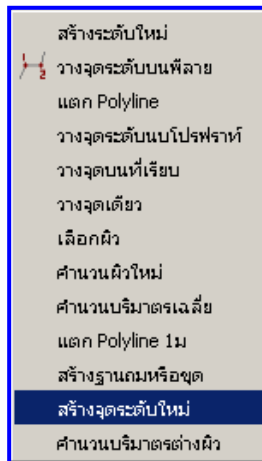 สร้างระดับใหม่
วางจุดระดับบนพีลาย
แตก Polyline
วางจุดระดับนบโปรฟราท์
วางจุดบนที่เรียบ
วางจุดเดียว
เลือกผิว
คำนวนผิวใหม่
คำนวนบริมาตรเฉลี่ย
แตก Polyline 1ม
สร้างฐานถมหรือขุด
สร้างจุดระดับใหม่
คำนวนบริมาตรต่างผิว